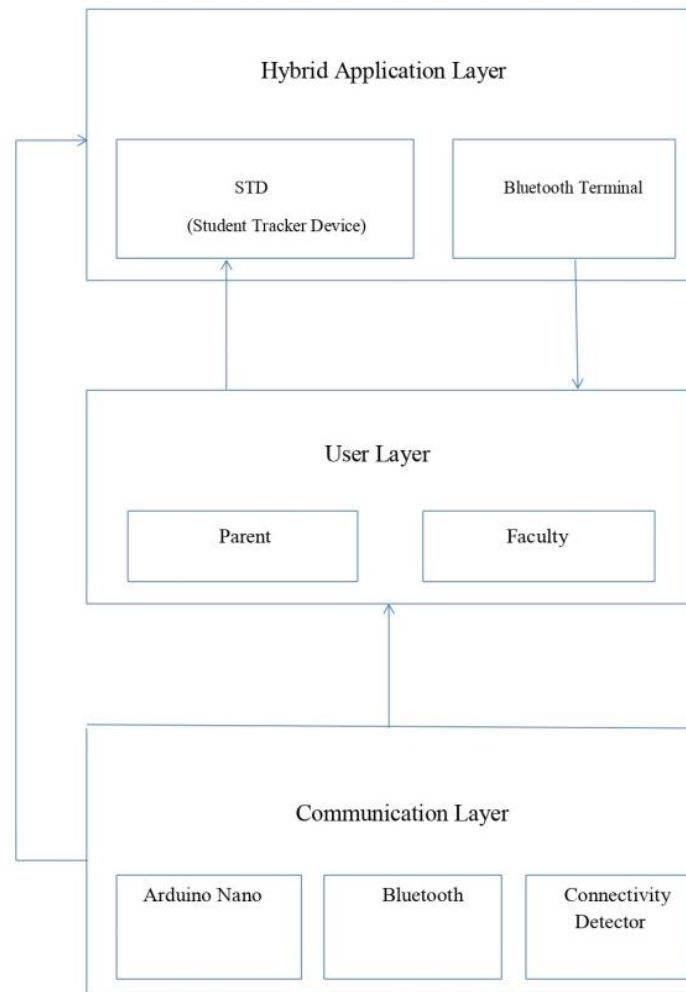 Hybrid Application Layer
STD
(Student Tracker Device)
Bluetooth Terminal
User Layer
Parent
Faculty
Communication Layer
Arduino Nano
Bluetooth
Connectivity
Detector